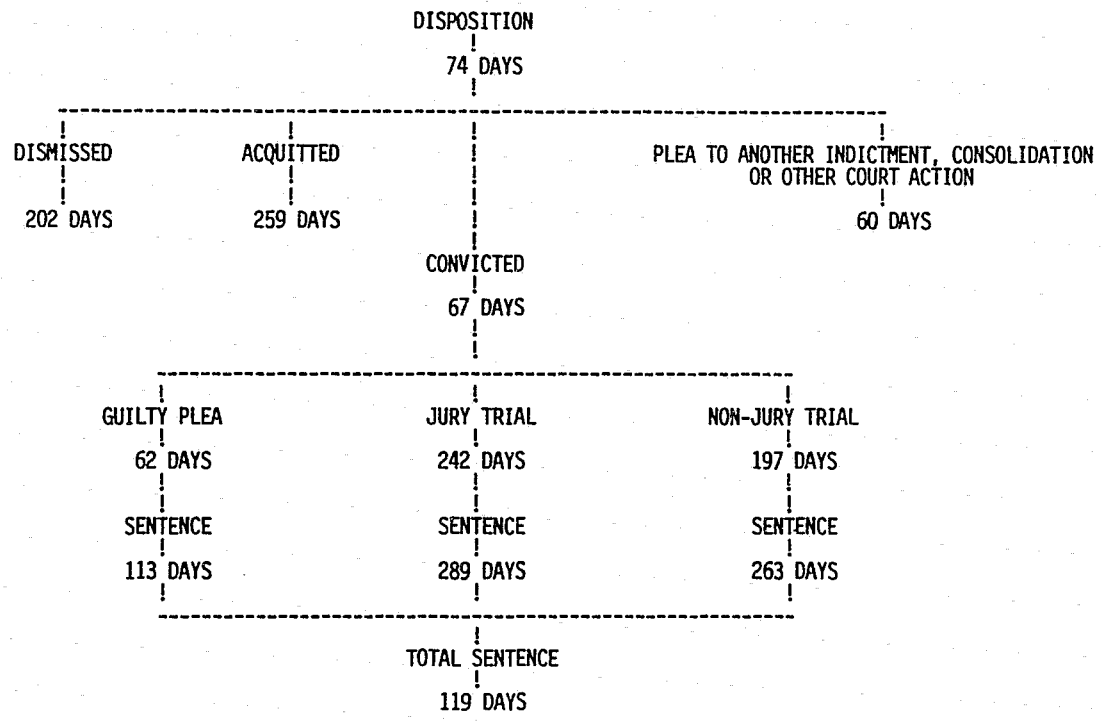 DISPOSITION
74 DAYS
DISMISSED
ACQUITTED
PLEA TO ANOTHER INDICTMENT, CONSOLIDATION
OR OTHER COURT ACTION
202 DAYS
259 DAYS
60 DAYS
CONVICTED
67 DAYS
GUILTY PLEA
JURY TRIAL
NON-JURY TRIAL
62 DAYS
242 DAYS
197 DAYS
SENTENCE
SENTENCE
SENTENCE
113 DAYS
289 DAYS
263 DAYS
TOTAL SENTENCE
119 DAYS